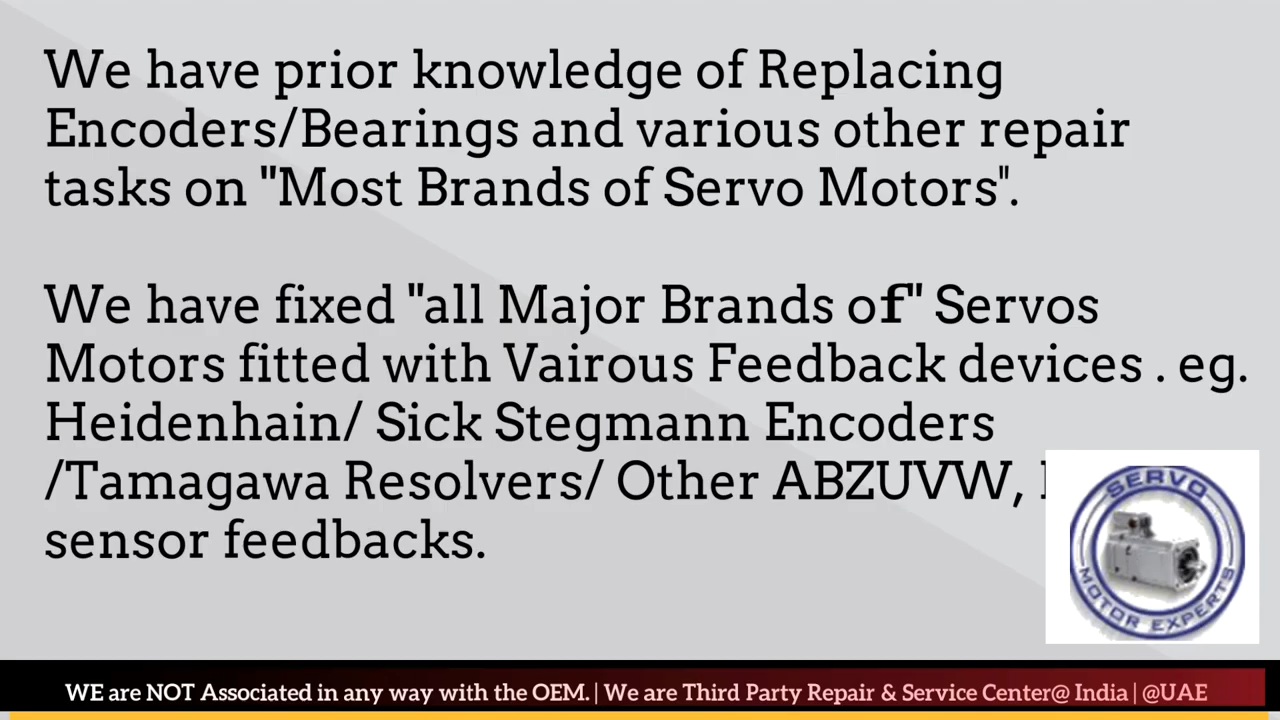 We have prior knowledge of Replacing
Encoders/Bearings and various other repair
tasks on "Most Brands of Servo Motors".
We have fixed "all Major Brands of" Servos
Motors fitted with Vairous Feedback devices . eg.
Heidenhain/ Sick Stegmann Encoders
/Tamagawa Resolvers/ Other ABZUVW,
sensor feedbacks.
SERVO
MOTOR EXPERTS
WE are NOT Associated in any way with the OEM. | We are Third Party Repair & Service Center@ India | @UAE